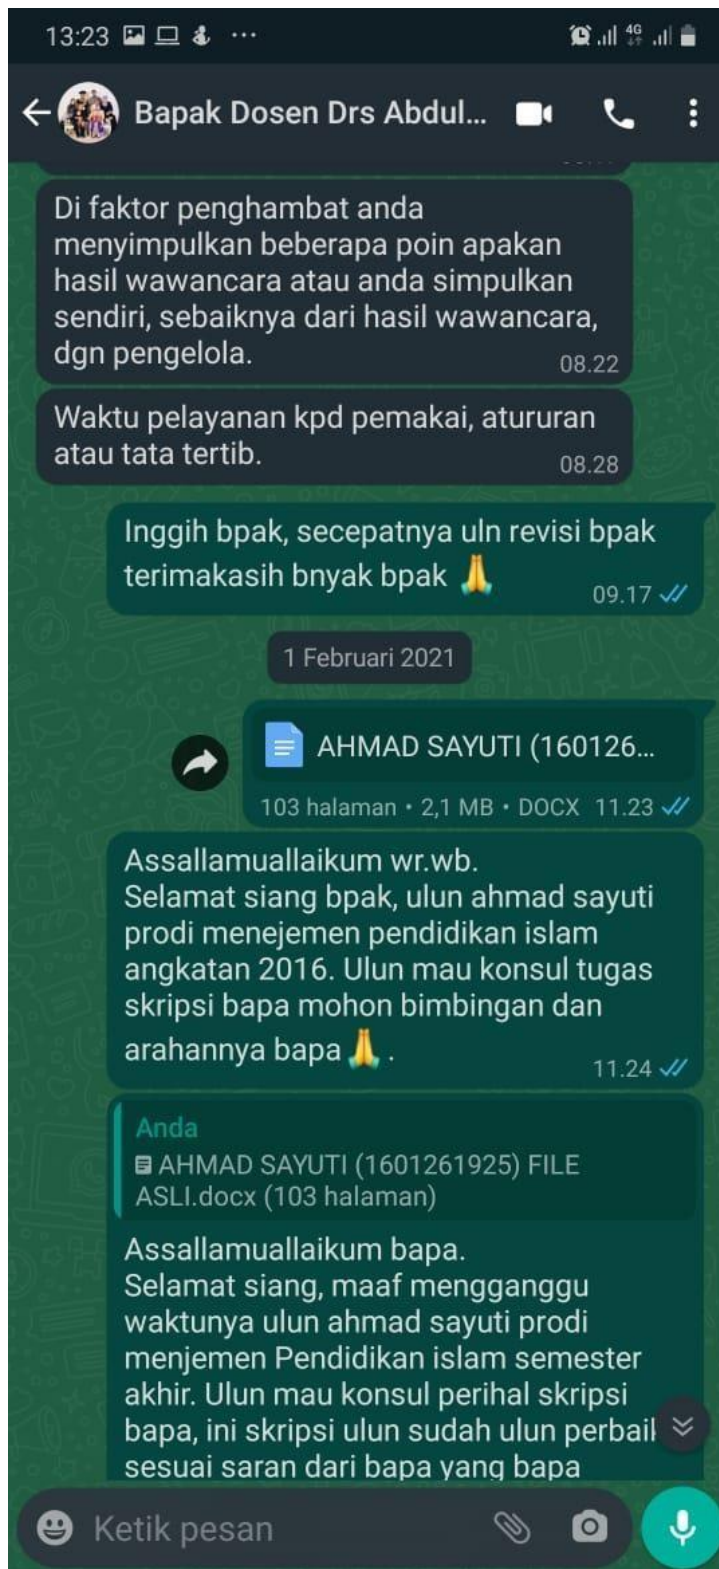 13:23
4G
Bapak Dosen Drs Abdul...
Di faktor penghambat anda
menyimpulkan beberapa poin apakan
hasil wawancara atau anda simpulkan
sendiri, sebaiknya dari hasil wawancara,
dgn pengelola.
08.22
Waktu pelayanan kpd pemakai, atururan
atau tata tertib.
08.28
Inggih bpak, secepatnya uln revisi bpak
terimakasih bnyak bpak 🙏
09.17
1 Februari 2021
AHMAD SAYUTI (160126...
103 halaman • 2,1 MB • DOCX 11.23
Assallamuallaikum wr.wb.
Selamat siang bpak, ulun ahmad sayuti
prodi menejemen pendidikan islam
angkatan 2016. Ulun mau konsul tugas
skripsi bapa mohon bimbingan dan
arahannya bapa 🙏 .
11.24
Anda
AHMAD SAYUTI (1601261925) FILE
ASLI.docx (103 halaman)
Assallamuallaikum bapa.
Selamat siang, maaf mengganggu
waktunya ulun ahmad sayuti prodi
menjemen Pendidikan islam semester
akhir. Ulun mau konsul perihal skripsi
bapa, ini skripsi ulun sudah ulun perbaik
sesuai saran dari bapa yang bapa
Ketik pesan